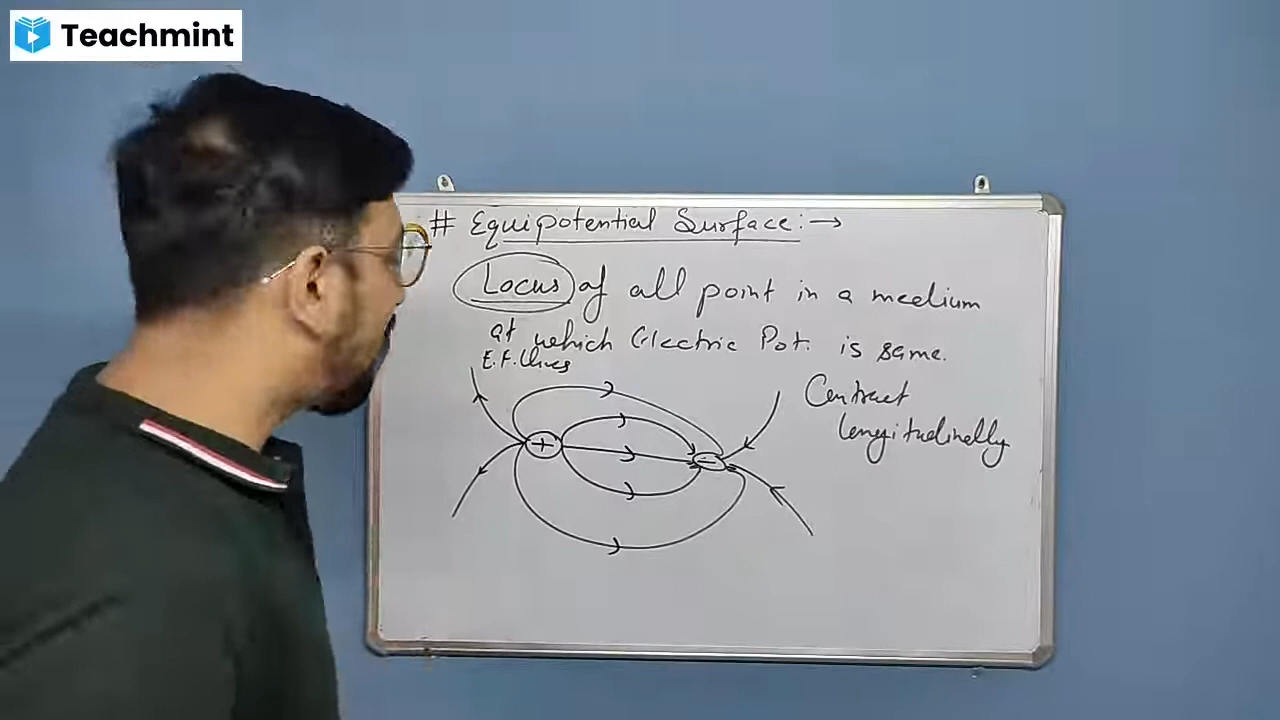 Teachmint
# Equipotential Surface:→
Locus of all point in a medium
at which Electric Pot. is same.
E.F. lines
Contract
longitudinally
+
-